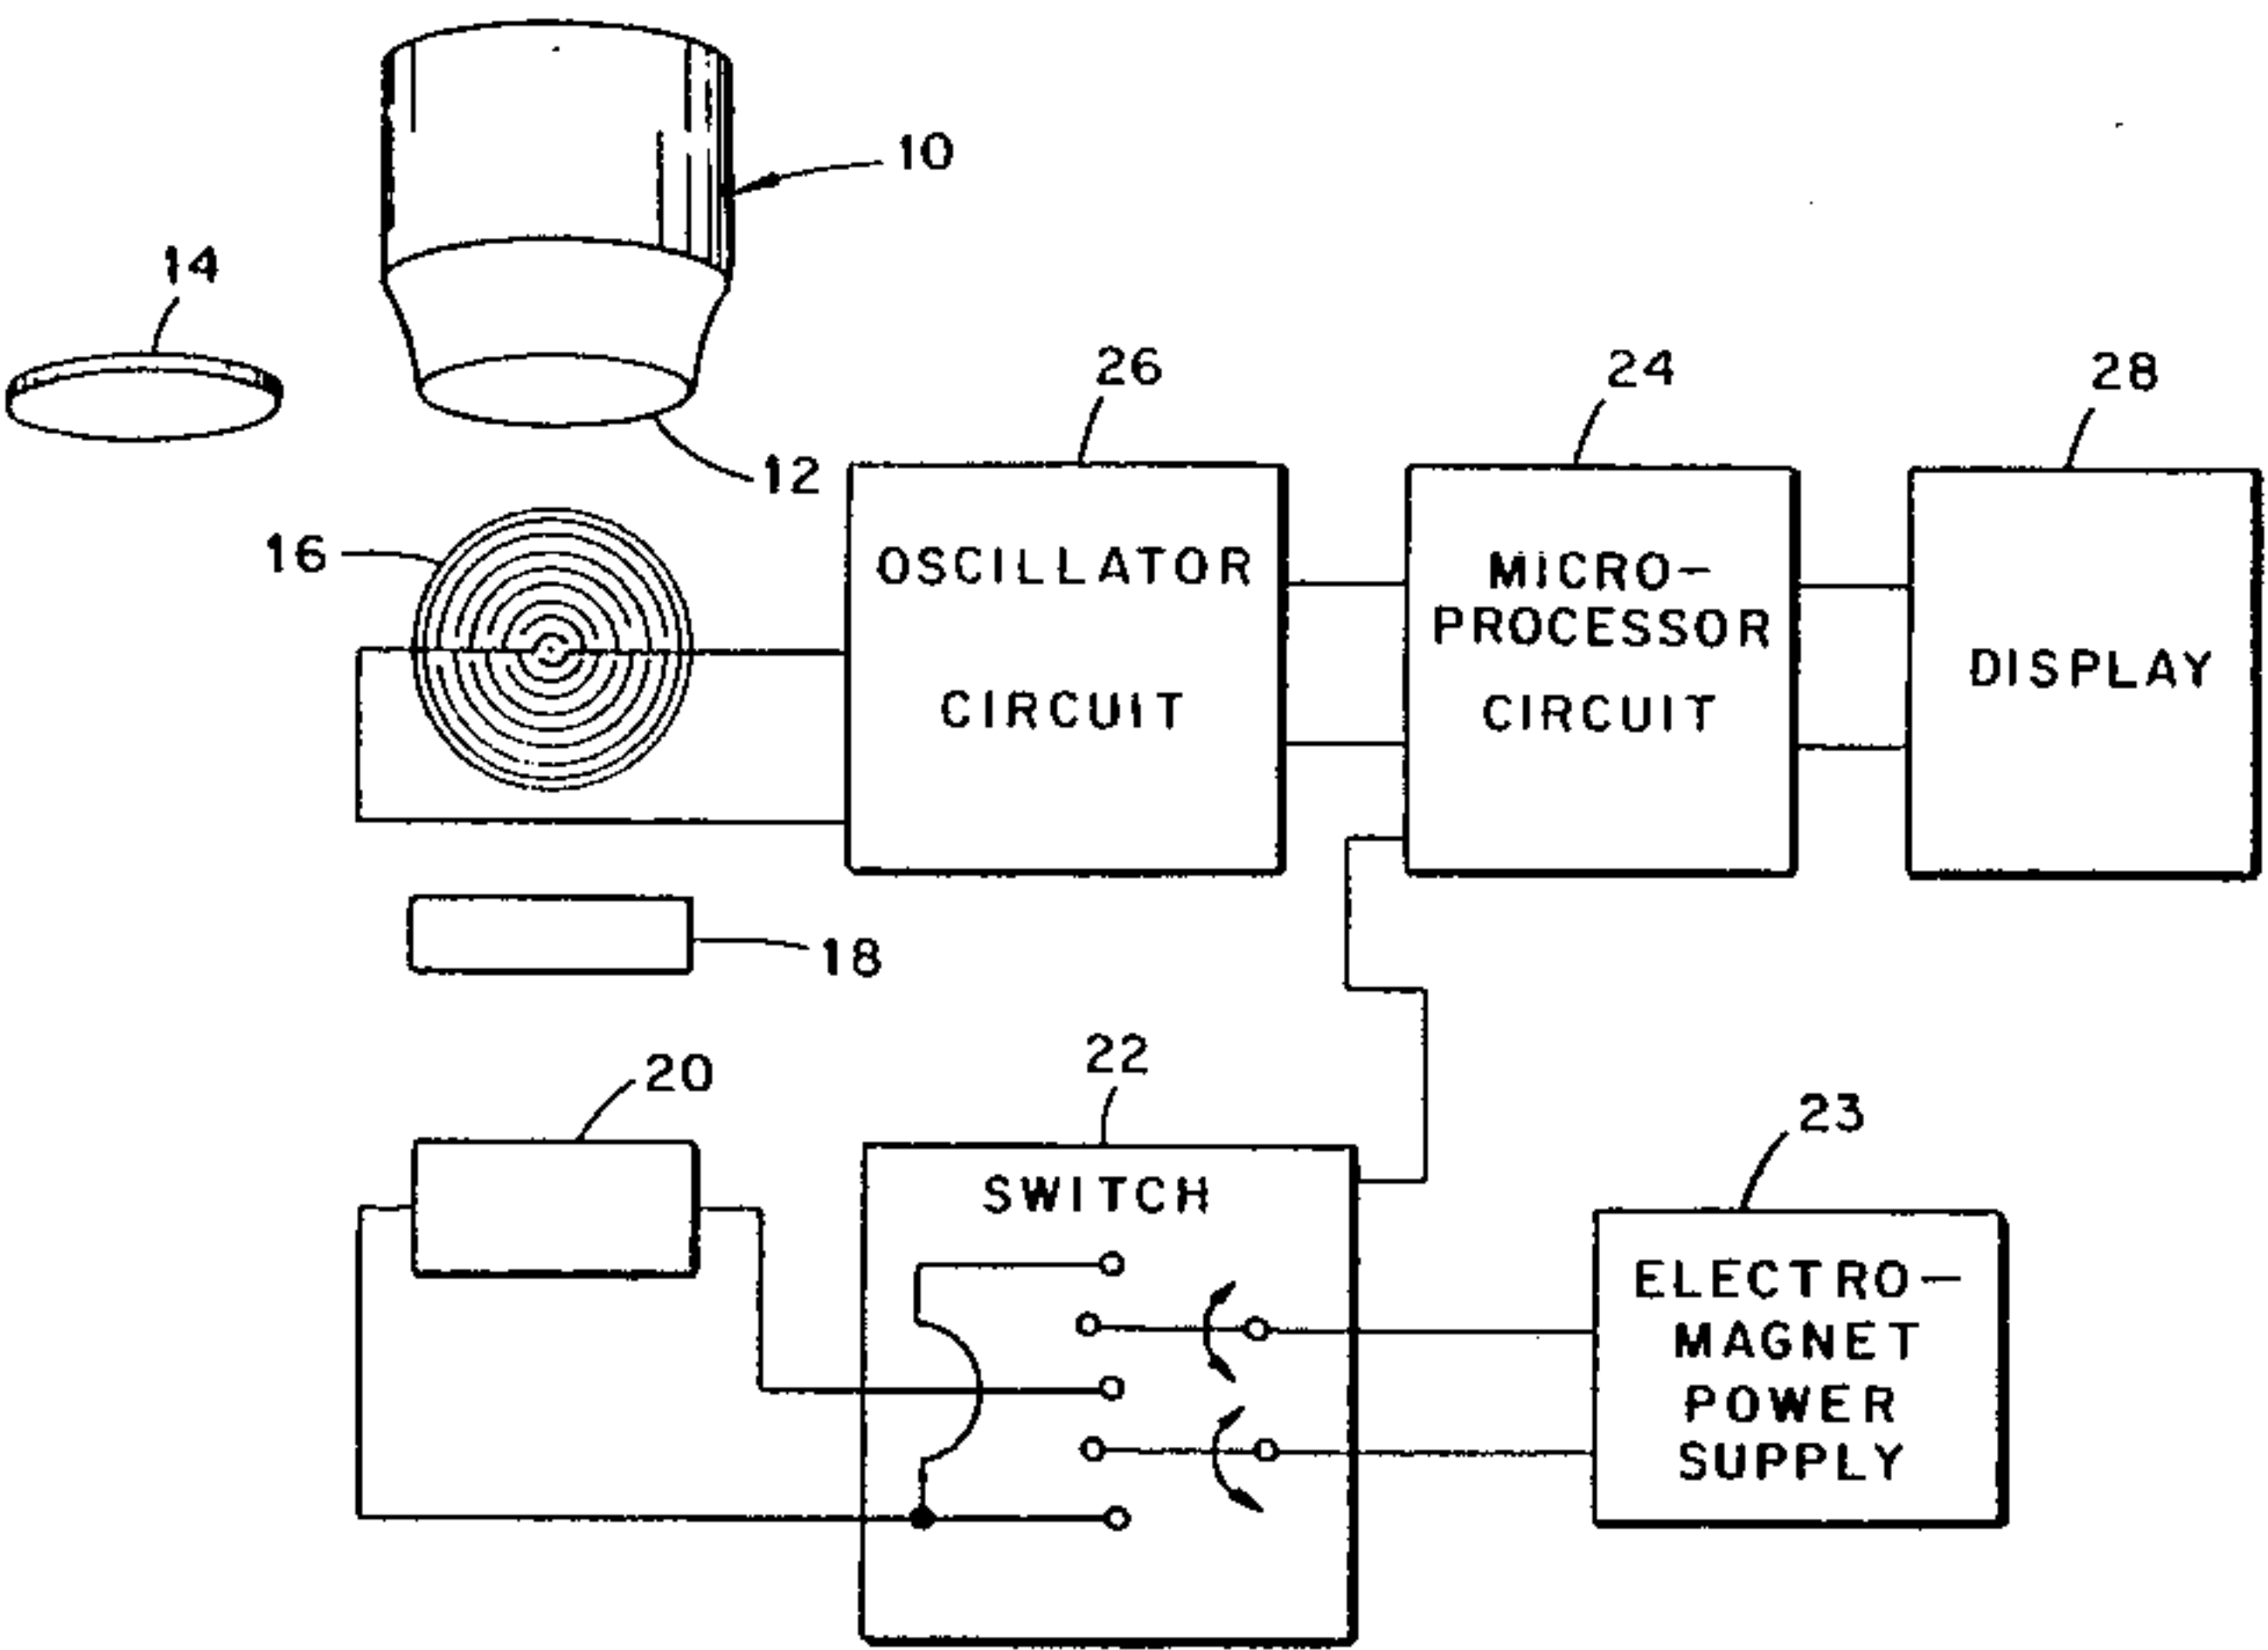 10
14
26
24
28
12
16
OSCILLATOR
CIRCUIT
MICRO-
PROCESSOR
CIRCUIT
DISPLAY
18
20
22
23
SWITCH
ELECTRO-
MAGNET
POWER
SUPPLY